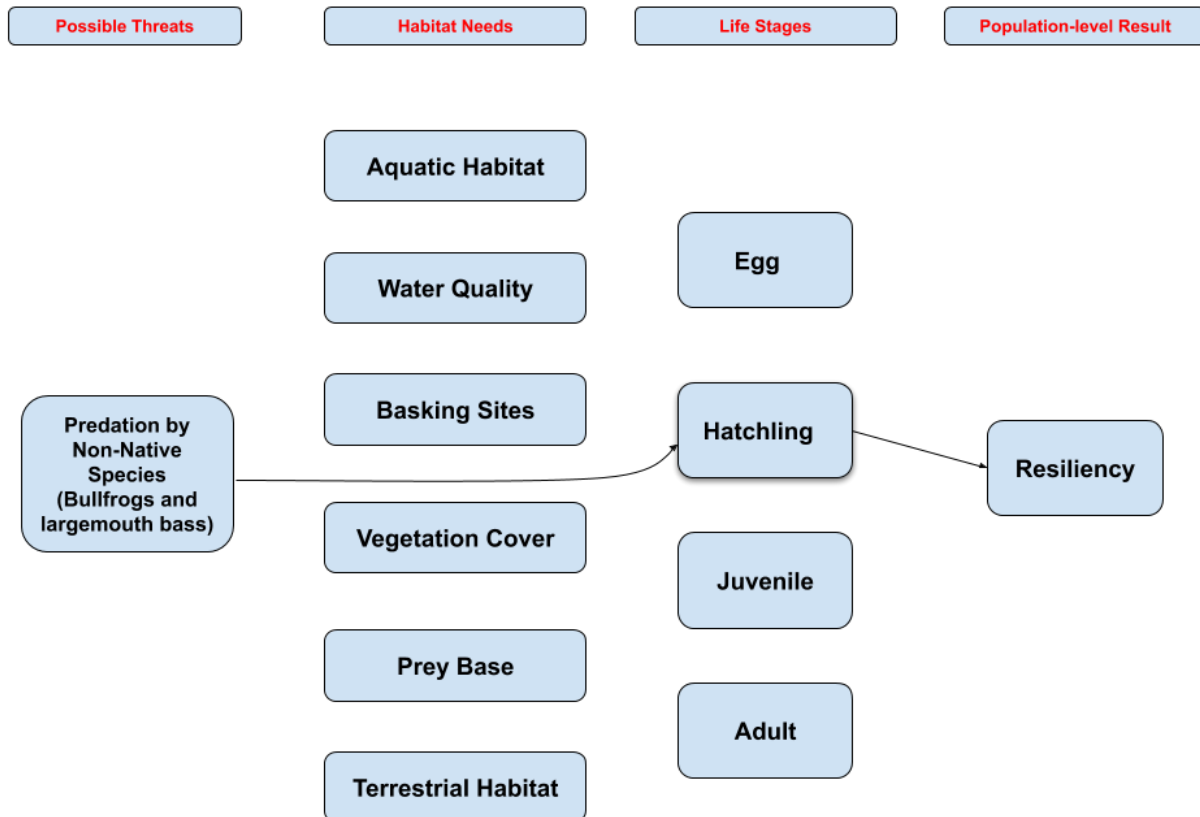 Possible Threats
Habitat Needs
Life Stages
Population-level Result
Aquatic Habitat
Water Quality
Basking Sites
Vegetation Cover
Prey Base
Terrestrial Habitat
Predation by
Non-Native
Species
(Bullfrogs and
largemouth bass)
Egg
Hatchling
Juvenile
Adult
Resiliency